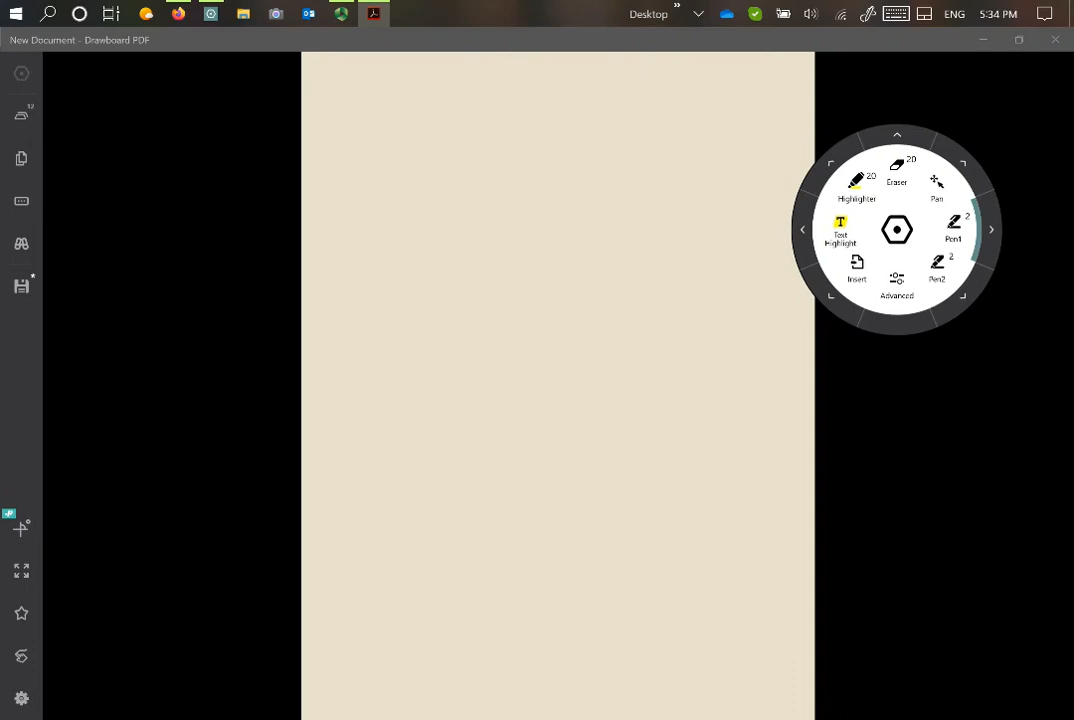 Desktop
ENG
5:34 PM
New Document - Drawboard PDF
12
20
Eraser
20
Highlighter
Pan
T
Text
Highlight
2
Pen1
Insert
2
Pen2
Advanced